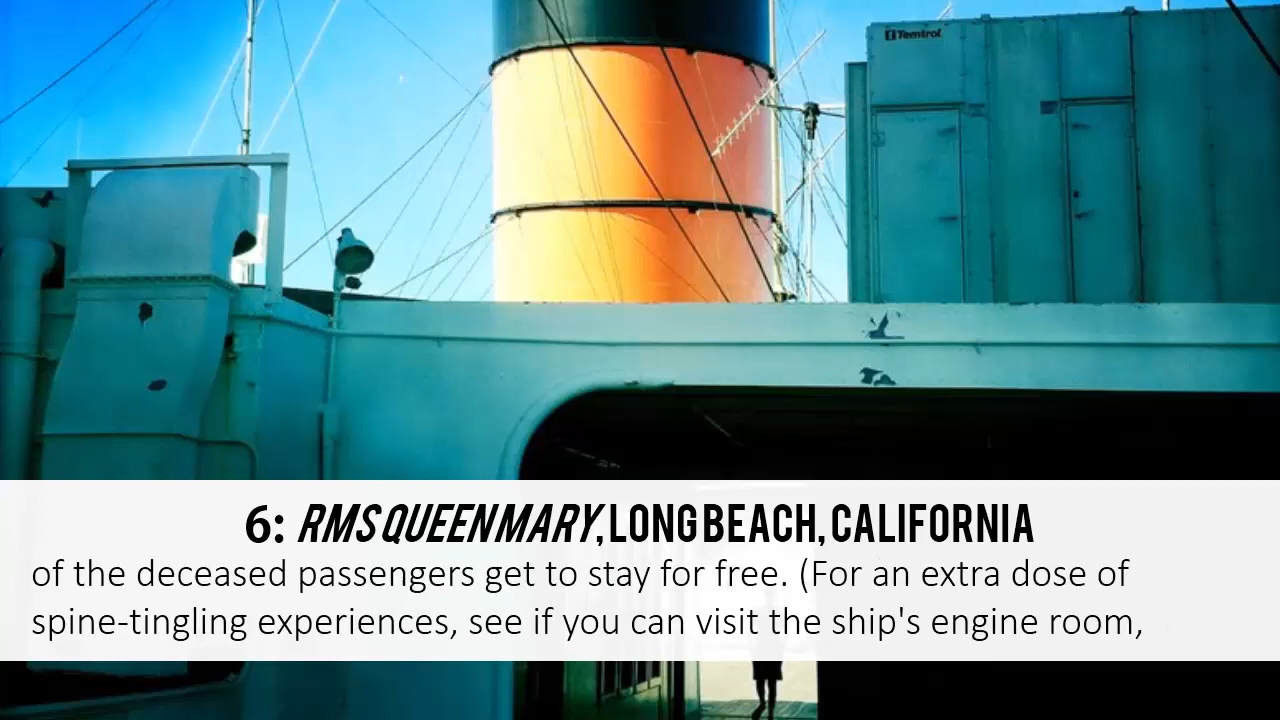 Temtrol
6: RMS QUEEN MARY, LONG BEACH, CALIFORNIA
of the deceased passengers get to stay for free. (For an extra dose of
spine-tingling experiences, see if you can visit the ship's engine room,